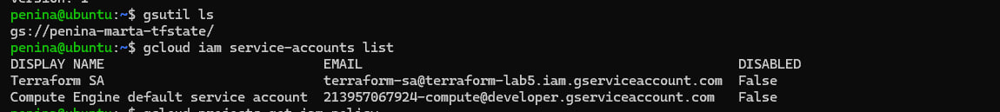 version: 1
penina@ubuntu:~$ gsutil ls
gs://penina-marta-tfstate/
penina@ubuntu:~$ gcloud iam service-accounts list
DISPLAY NAME EMAIL DISABLED
Terraform SA terraform-sa@terraform-lab5.iam.gserviceaccount.com False
Compute Engine default service account 213957067924-compute@developer.gserviceaccount.com False
penina@ubuntu:~$ gcloud projects get-iam-policy